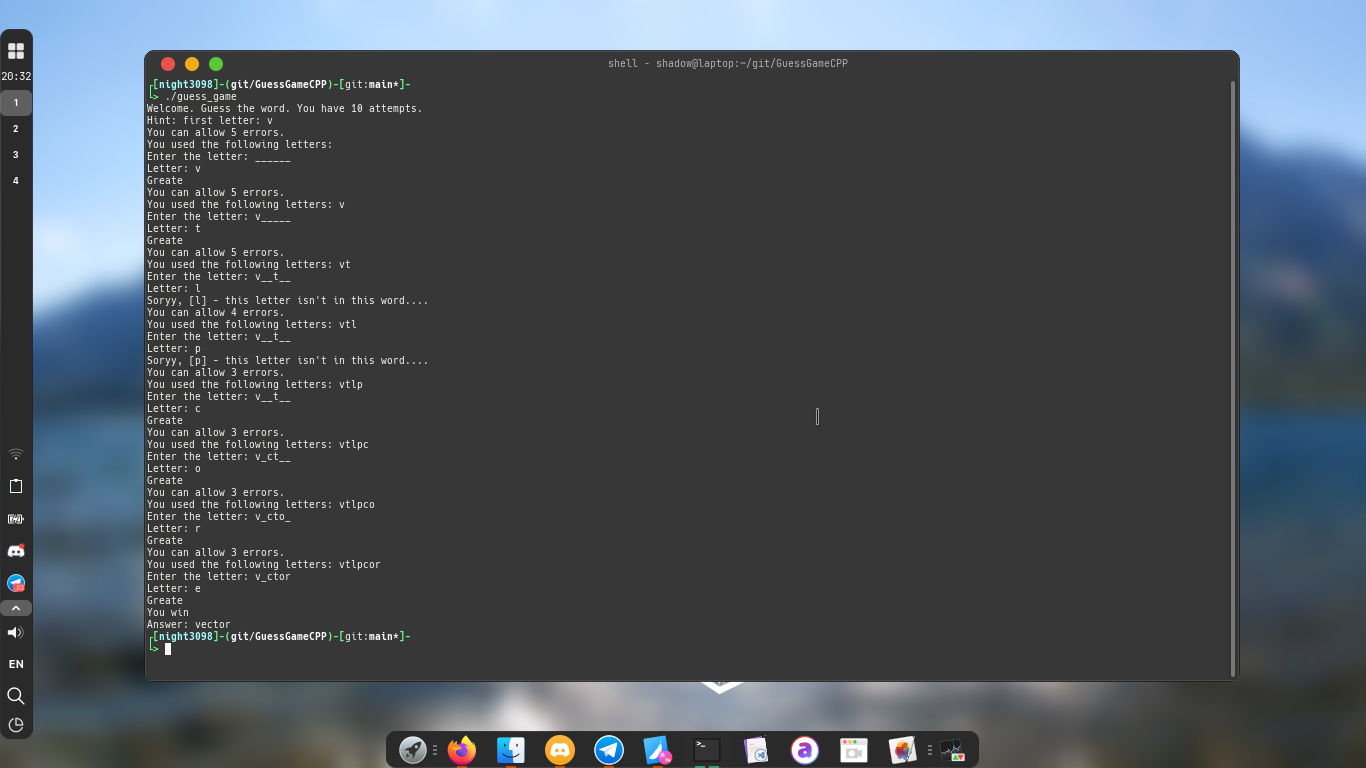 20:32
1
2
3
4
EN
shell - shadow@laptop:~/git/GuessGameCPP
[night3098]-(git/GuessGameCPP)-[git:main*]-
> ./guess_game
Welcome. Guess the word. You have 10 attempts.
Hint: first letter: v
You can allow 5 errors.
You used the following letters:
Enter the letter: ______
Letter: v
Greate
You can allow 5 errors.
You used the following letters: v
Enter the letter: v_____
Letter: t
Greate
You can allow 5 errors.
You used the following letters: vt
Enter the letter: v__t__
Letter: l
Soryy, [l] - this letter isn't in this word....
You can allow 4 errors.
You used the following letters: vtl
Enter the letter: v__t__
Letter: p
Soryy, [p] - this letter isn't in this word....
You can allow 3 errors.
You used the following letters: vtlp
Enter the letter: v__t__
Letter: c
Greate
You can allow 3 errors.
You used the following letters: vtlpc
Enter the letter: v_ct__
Letter: o
Greate
You can allow 3 errors.
You used the following letters: vtlpco
Enter the letter: v_cto_
Letter: r
Greate
You can allow 3 errors.
You used the following letters: vtlpcor
Enter the letter: v_ctor
Letter: e
Greate
You win
Answer: vector
[night3098]-(git/GuessGameCPP)-[git:main*]-
>